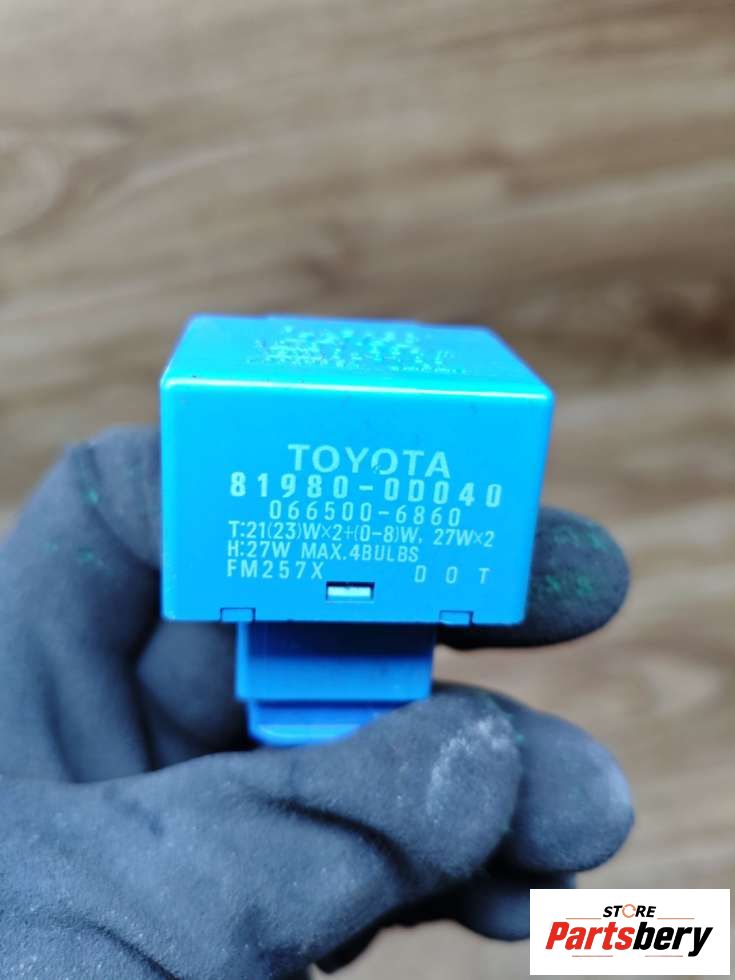 TOYOTA
81980-0D040
066500-6860
T:21(23)W×2+(0-8)W, 27W×2
H:27W MAX.4BULBS
FM257X DOT
STORE
Partsbery